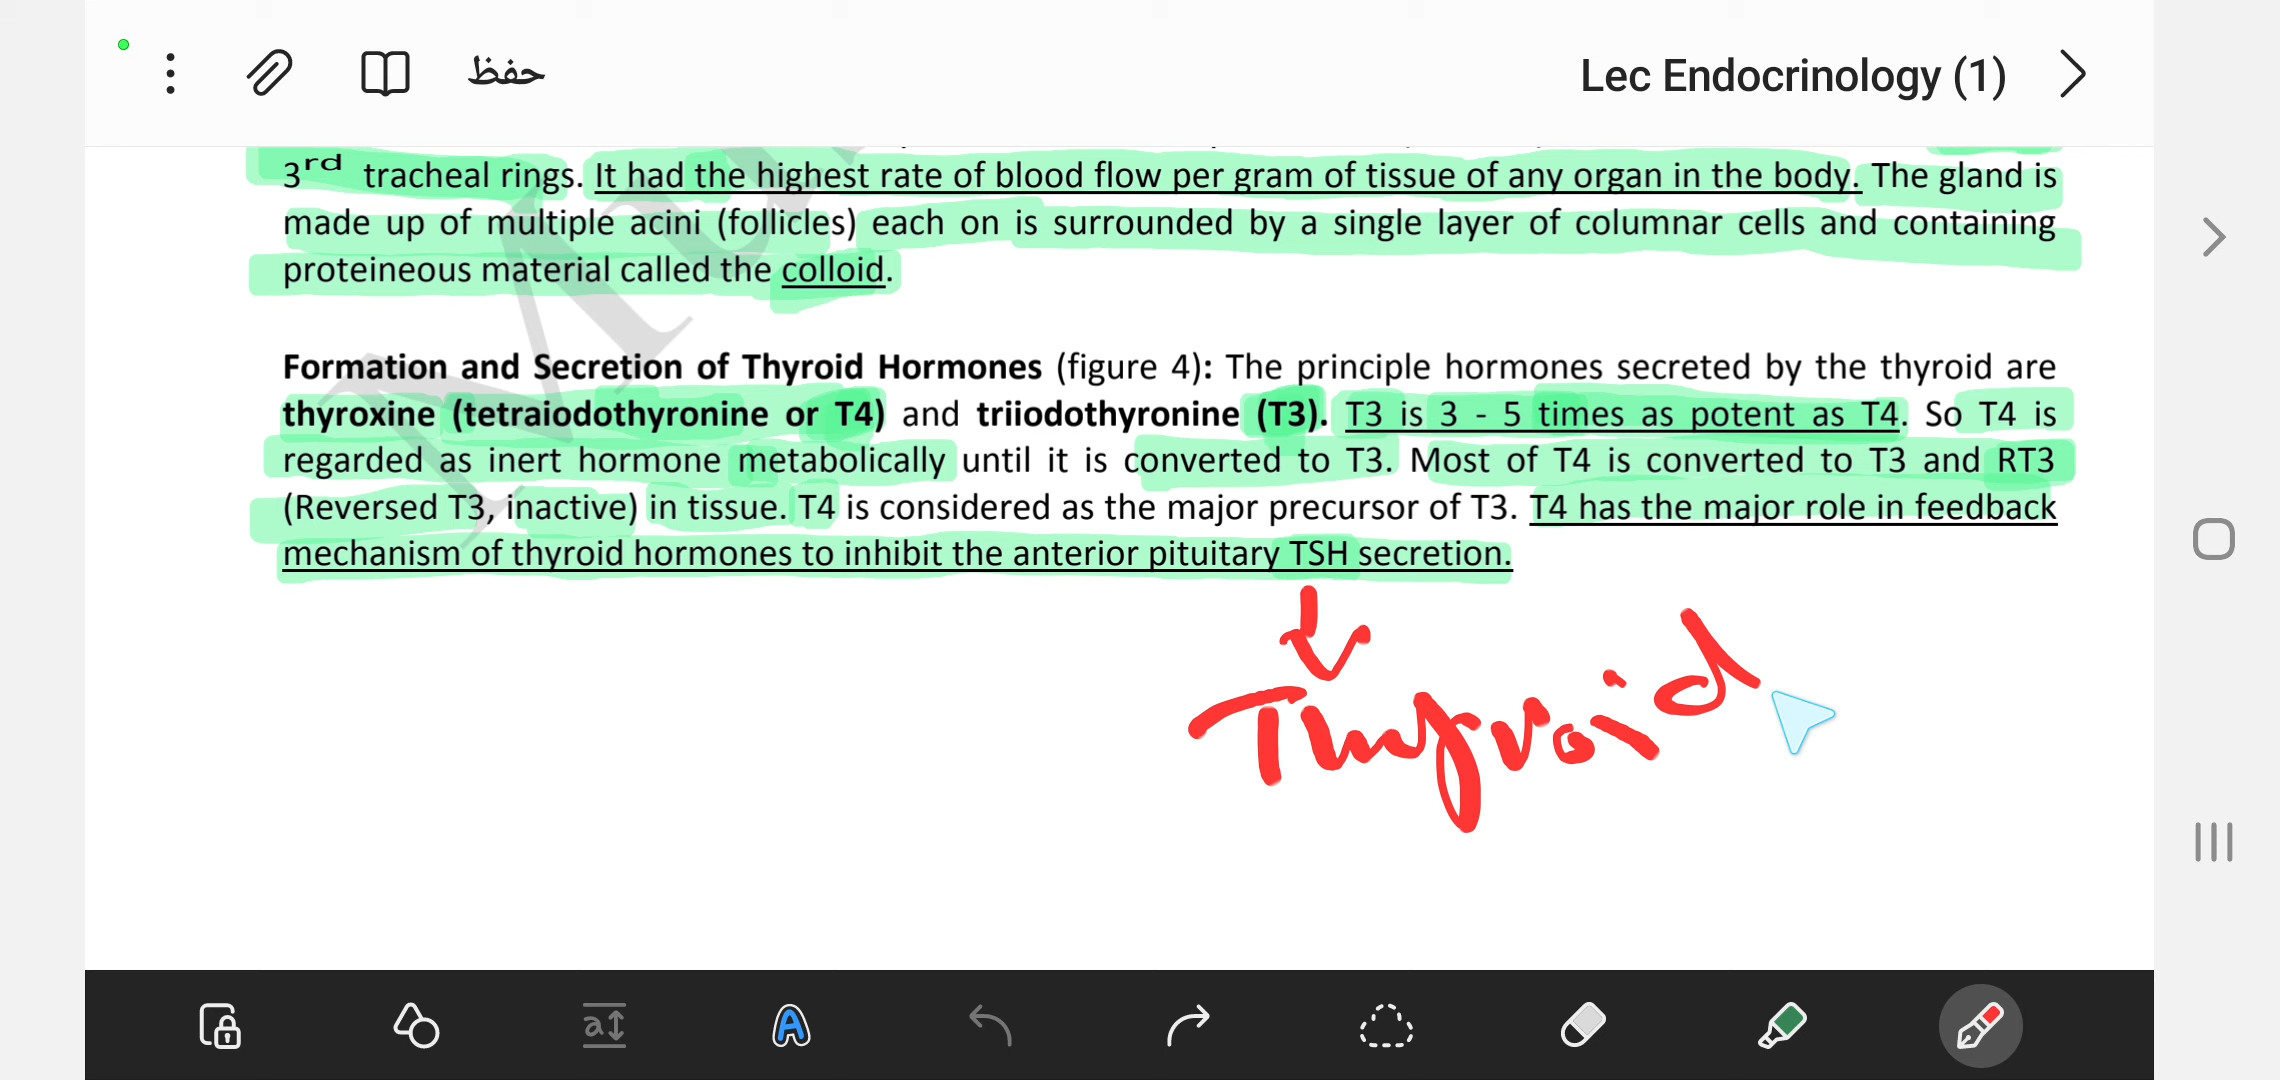 حفظ
Lec Endocrinology (1)
3rd tracheal rings. It had the highest rate of blood flow per gram of tissue of any organ in the body. The gland is
made up of multiple acini (follicles) each on is surrounded by a single layer of columnar cells and containing
proteineous material called the colloid.
Formation and Secretion of Thyroid Hormones (figure 4): The principle hormones secreted by the thyroid are
thyroxine (tetraiodothyronine or T4) and triiodothyronine (T3). T3 is 3 - 5 times as potent as T4. So T4 is
regarded as inert hormone metabolically until it is converted to T3. Most of T4 is converted to T3 and RT3
(Reversed T3, inactive) in tissue. T4 is considered as the major precursor of T3. T4 has the major role in feedback
mechanism of thyroid hormones to inhibit the anterior pituitary TSH secretion.
Thyroid
a
A